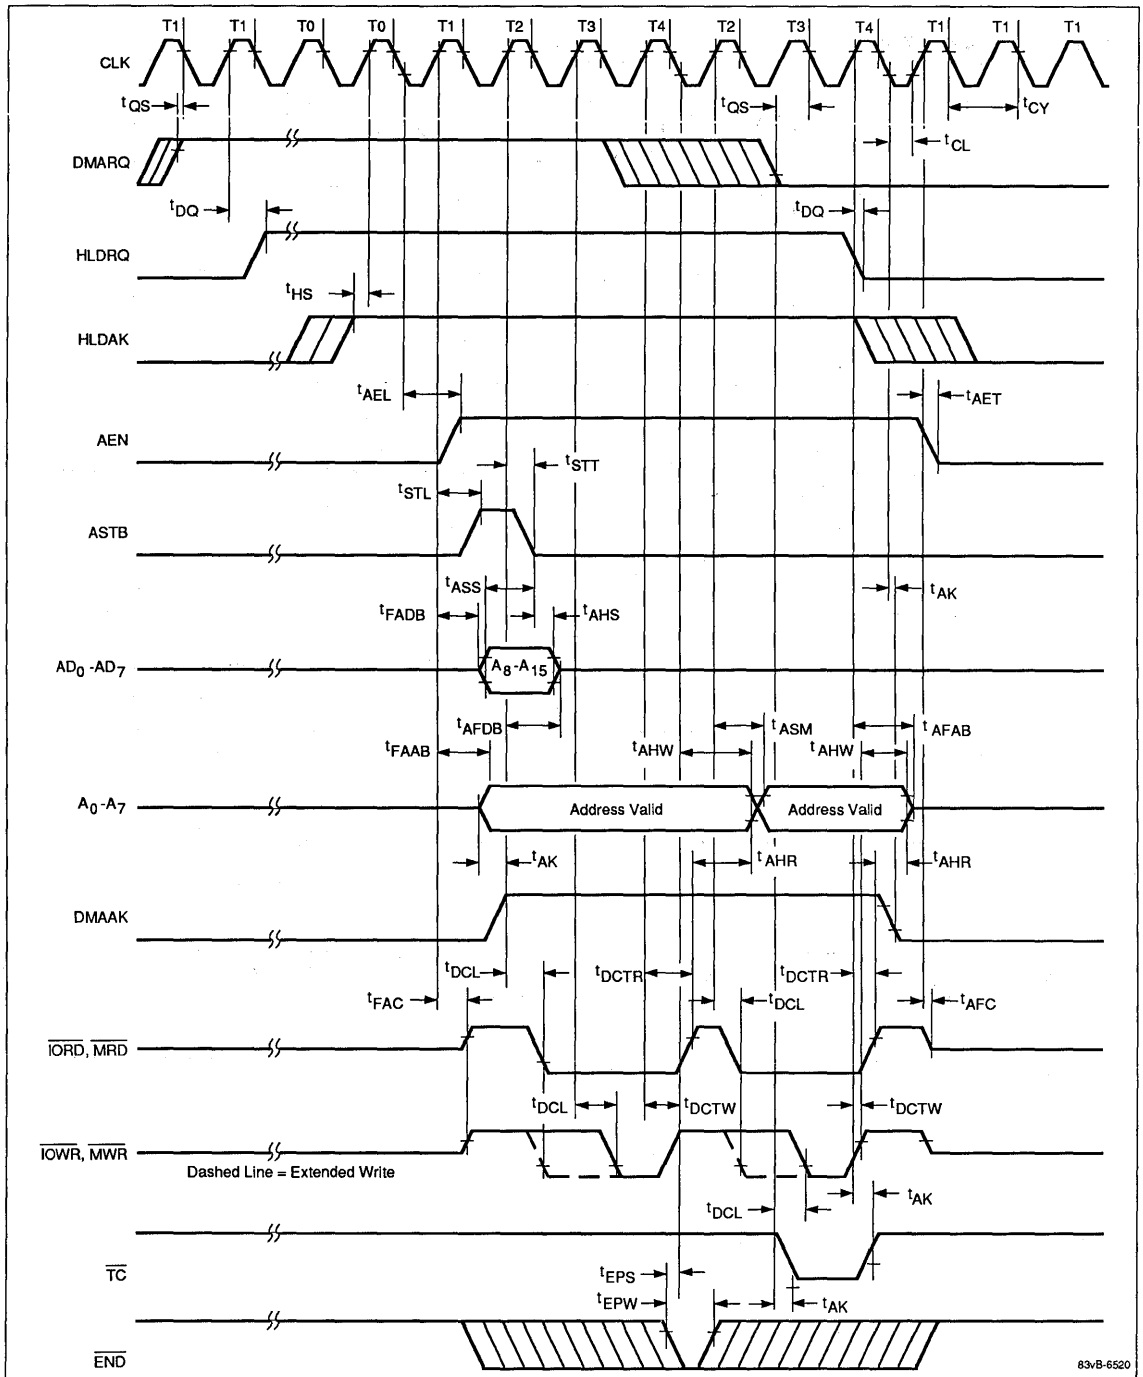 T1 T1 T0 T0 T1 T2 T3 T4 T2 T3 T4 T1 T1 T1
CLK
tQS tQS tCY
tCL
DMARQ
tDQ tDQ
HLDRQ
tHS
HLDAK
tAEL tAET
AEN
tSTT
tSTL
ASTB
tASS tAK
tFADB tAHS
AD0 -AD7 A8-A15
tAFDB tASM tAFAB
tFAAB tAHW tAHW
A0-A7 Address Valid Address Valid
tAK tAHR tAHR
DMAAK
tDCL tDCTR tDCTR
tFAC tDCL tAFC
IORD, MRD
tDCL tDCTW tDCTW
IOWR, MWR
Dashed Line = Extended Write
tDCL tAK
TC
tEPS
tEPW tAK
END
83vB-6520